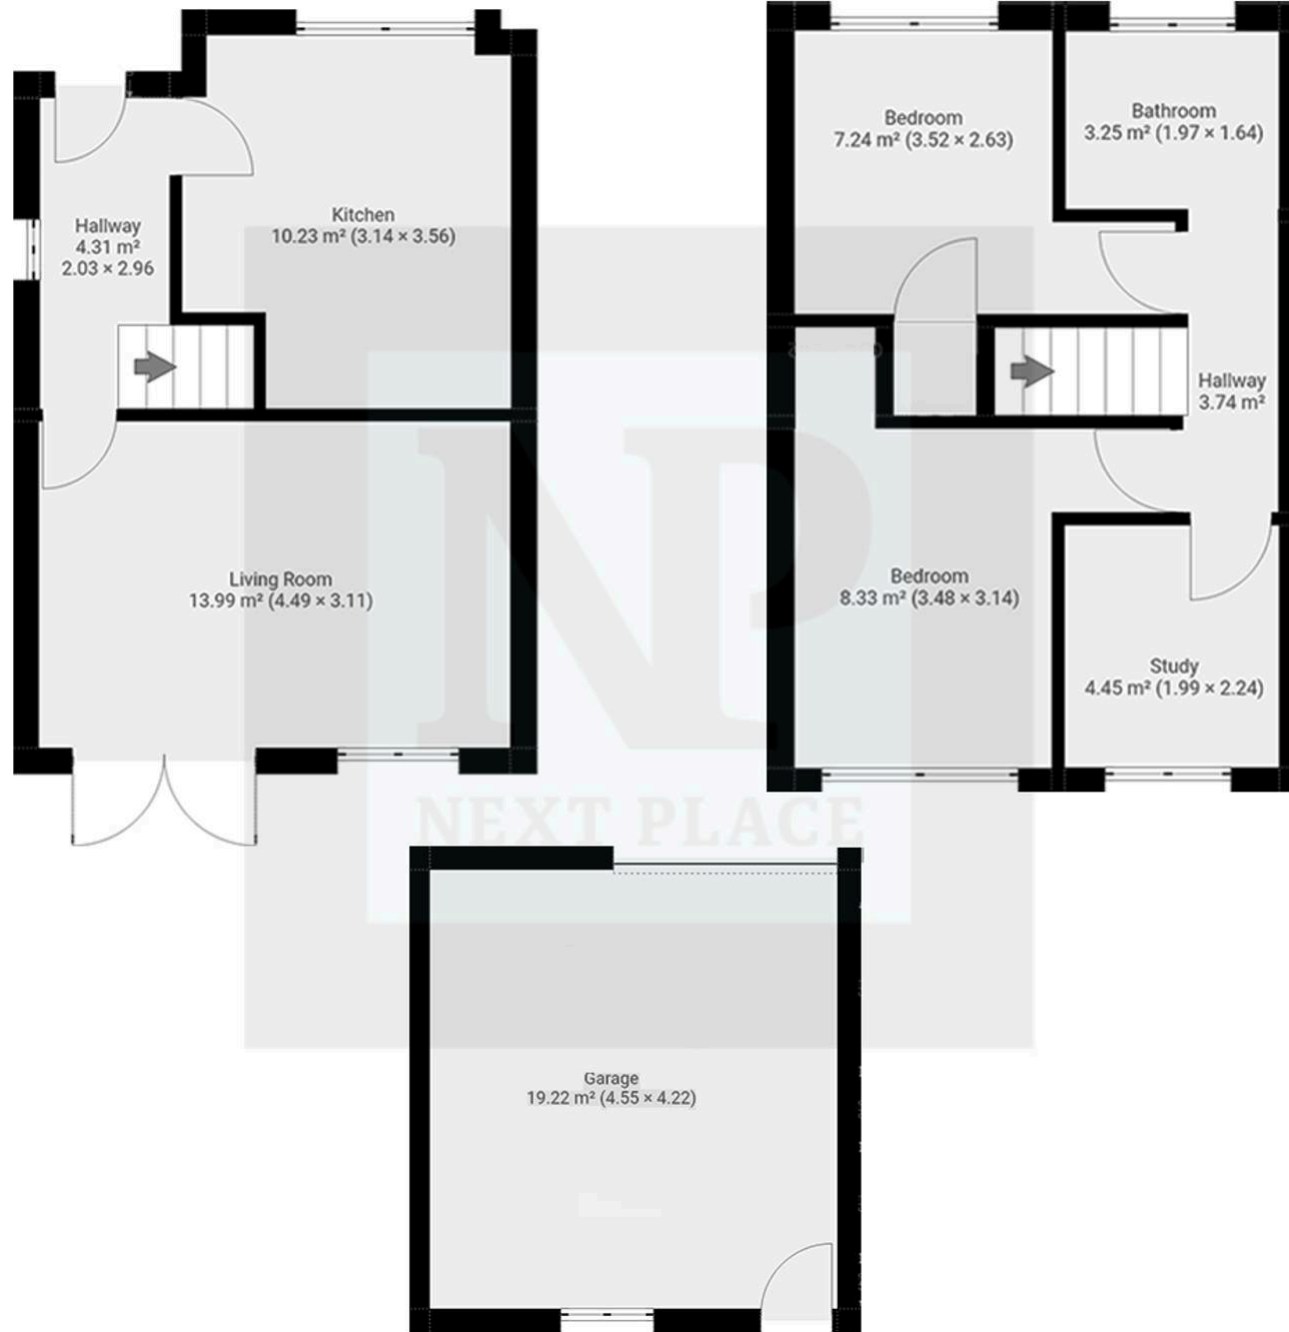 Hallway
4.31 m²
2.03 × 2.96
Kitchen
10.23 m² (3.14 × 3.56)
Living Room
13.99 m² (4.49 × 3.11)
Bedroom
7.24 m² (3.52 × 2.63)
Bathroom
3.25 m² (1.97 × 1.64)
Hallway
3.74 m²
Bedroom
8.33 m² (3.48 × 3.14)
Study
4.45 m² (1.99 × 2.24)
NP
NEXT PLACE
Garage
19.22 m² (4.55 × 4.22)